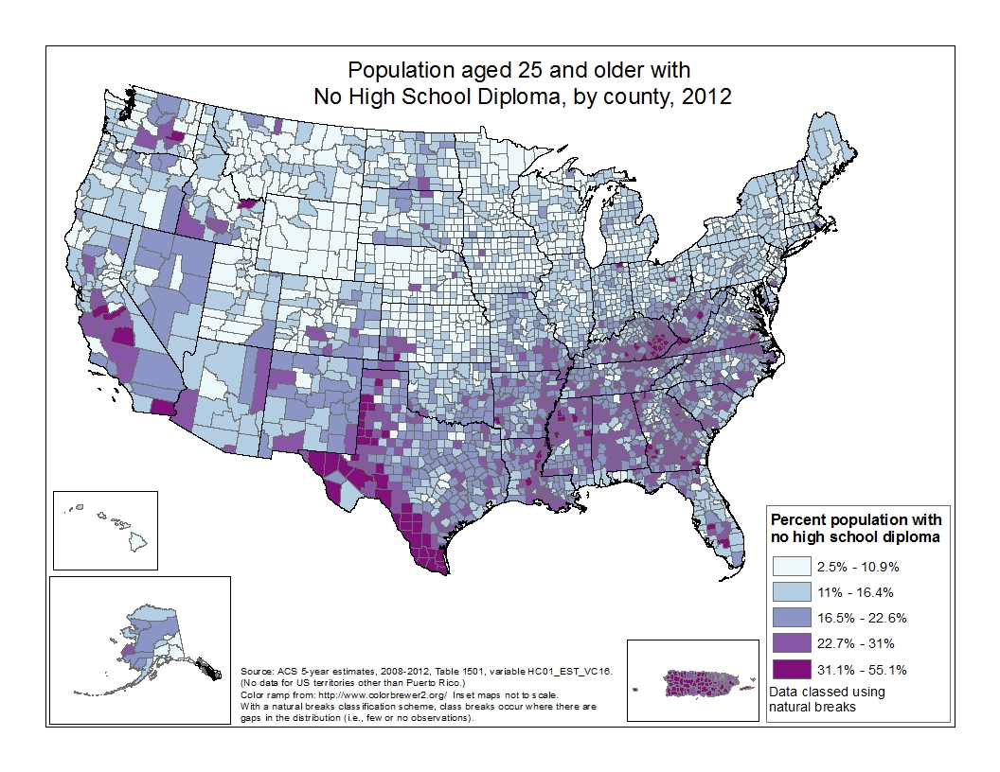 Population aged 25 and older with
No High School Diploma, by county, 2012
Percent population with
no high school diploma
2.5% - 10.9%
11% - 16.4%
16.5% - 22.6%
22.7% - 31%
31.1% - 55.1%
Data classed using
natural breaks
Source: ACS 5-year estimates, 2008-2012, Table 1501, variable HC01_EST_VC16.
(No data for US territories other than Puerto Rico.)
Color ramp from: http://www.colorbrewer2.org/ Inset maps not to scale.
With a natural breaks classification scheme, class breaks occur where there are
gaps in the distribution (i.e., few or no observations).